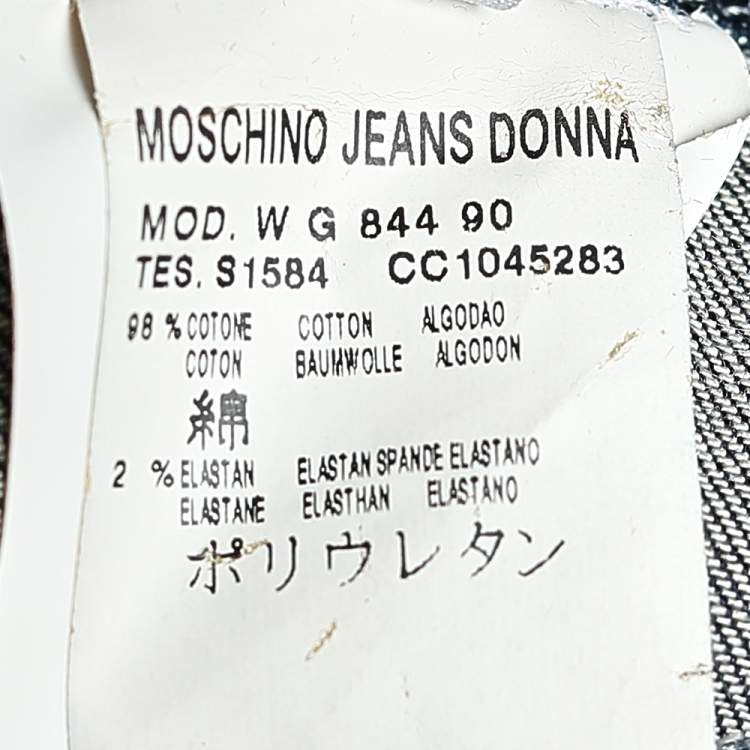 MOSCHINO JEANS DONNA
MOD. W G 844 90
TES. S1584 CC1045283
98 % COTONE COTTON ALGODAO
COTON BAUMWOLLE ALGODON
綿
2 % ELASTAN ELASTAN SPANDE ELASTANO
ELASTANE ELASTHAN ELASTANO
ポリウレタン